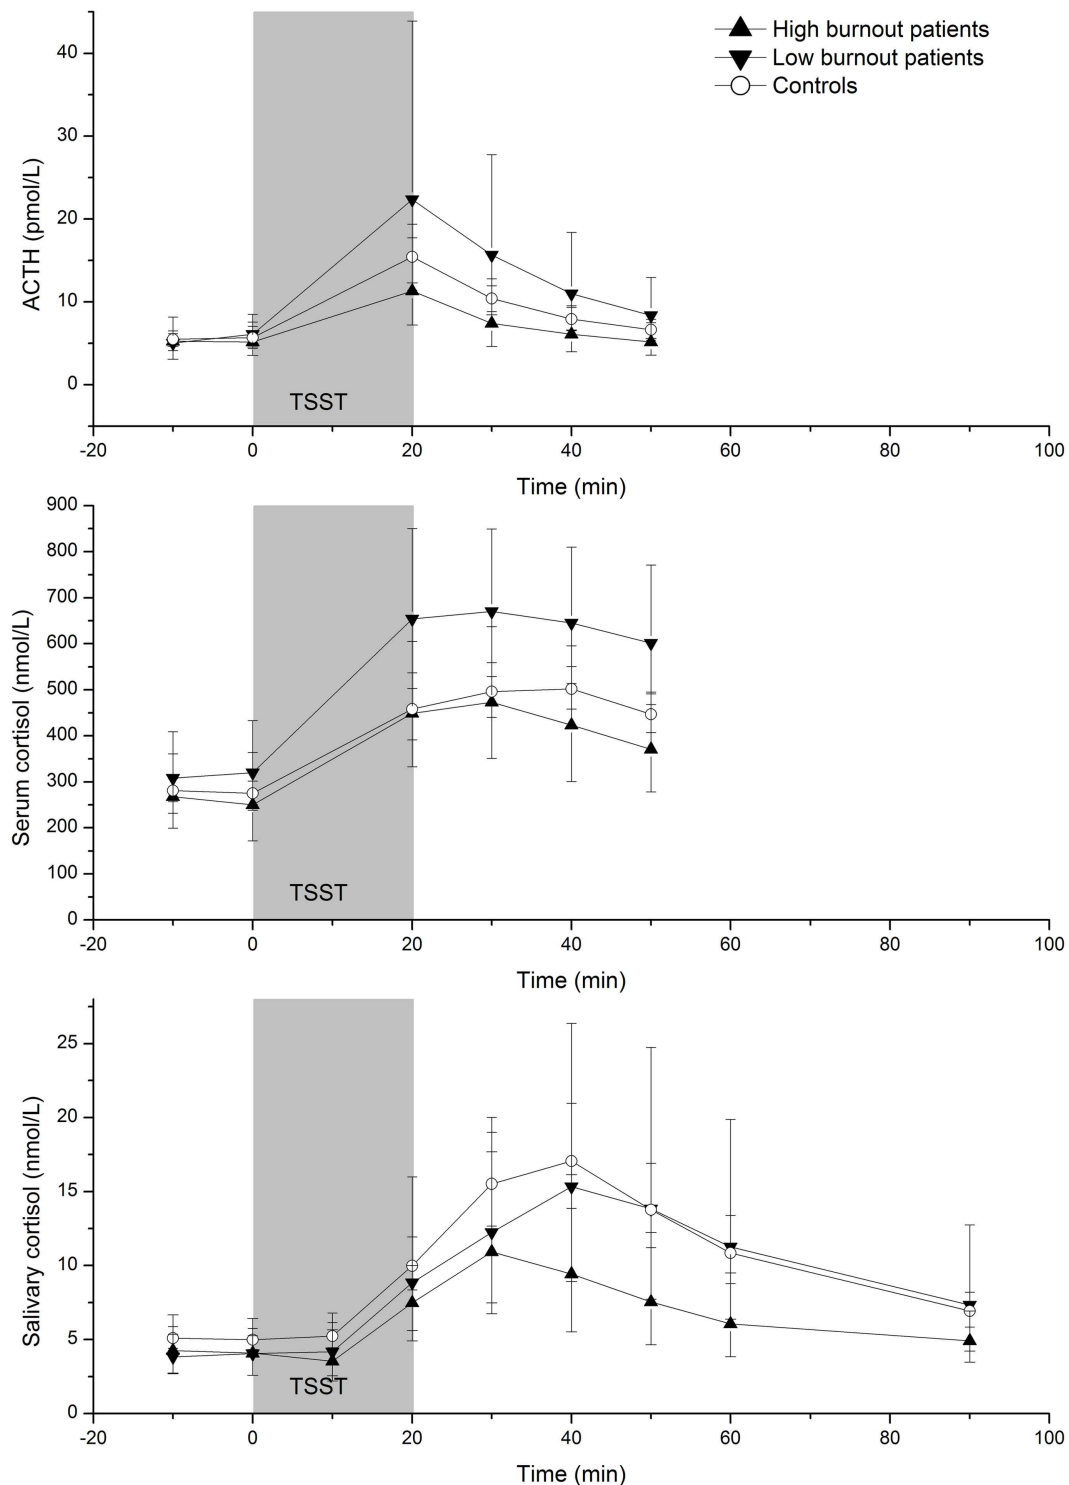 High burnout patients
Low burnout patients
Controls
ACTH (pmol/L)
40
30
20
10
0
TSST
-20 0 20 40 60 80 100
Time (min)
Serum cortisol (nmol/L)
900
800
700
600
500
400
300
200
100
0
TSST
-20 0 20 40 60 80 100
Time (min)
Salivary cortisol (nmol/L)
25
20
15
10
5
0
TSST
-20 0 20 40 60 80 100
Time (min)